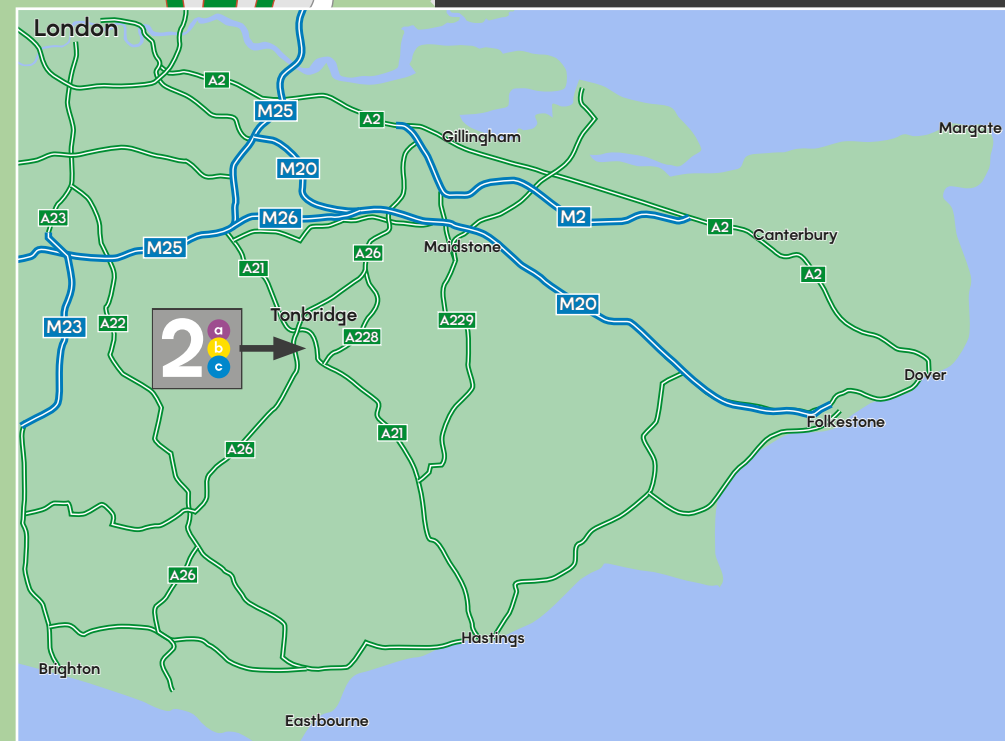 London
A2
M25
A2
Gillingham
Margate
M20
A23
M26
M2
A2
Canterbury
M25
Maidstone
A26
A21
A2
M20
Tonbridge
A229
M23
A22
2
a
b
c
A228
Dover
Folkestone
A21
A26
A26
Hastings
Brighton
Eastbourne